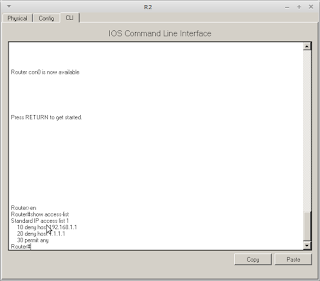 R2
Physical Config CLI
IOS Command Line Interface
Router con0 is now available
Press RETURN to get started.
Router>en
Router#show access-list
Standard IP access list 1
10 deny host 192.168.1.1
20 deny host 1.1.1.1
30 permit any
Router#
Copy Paste